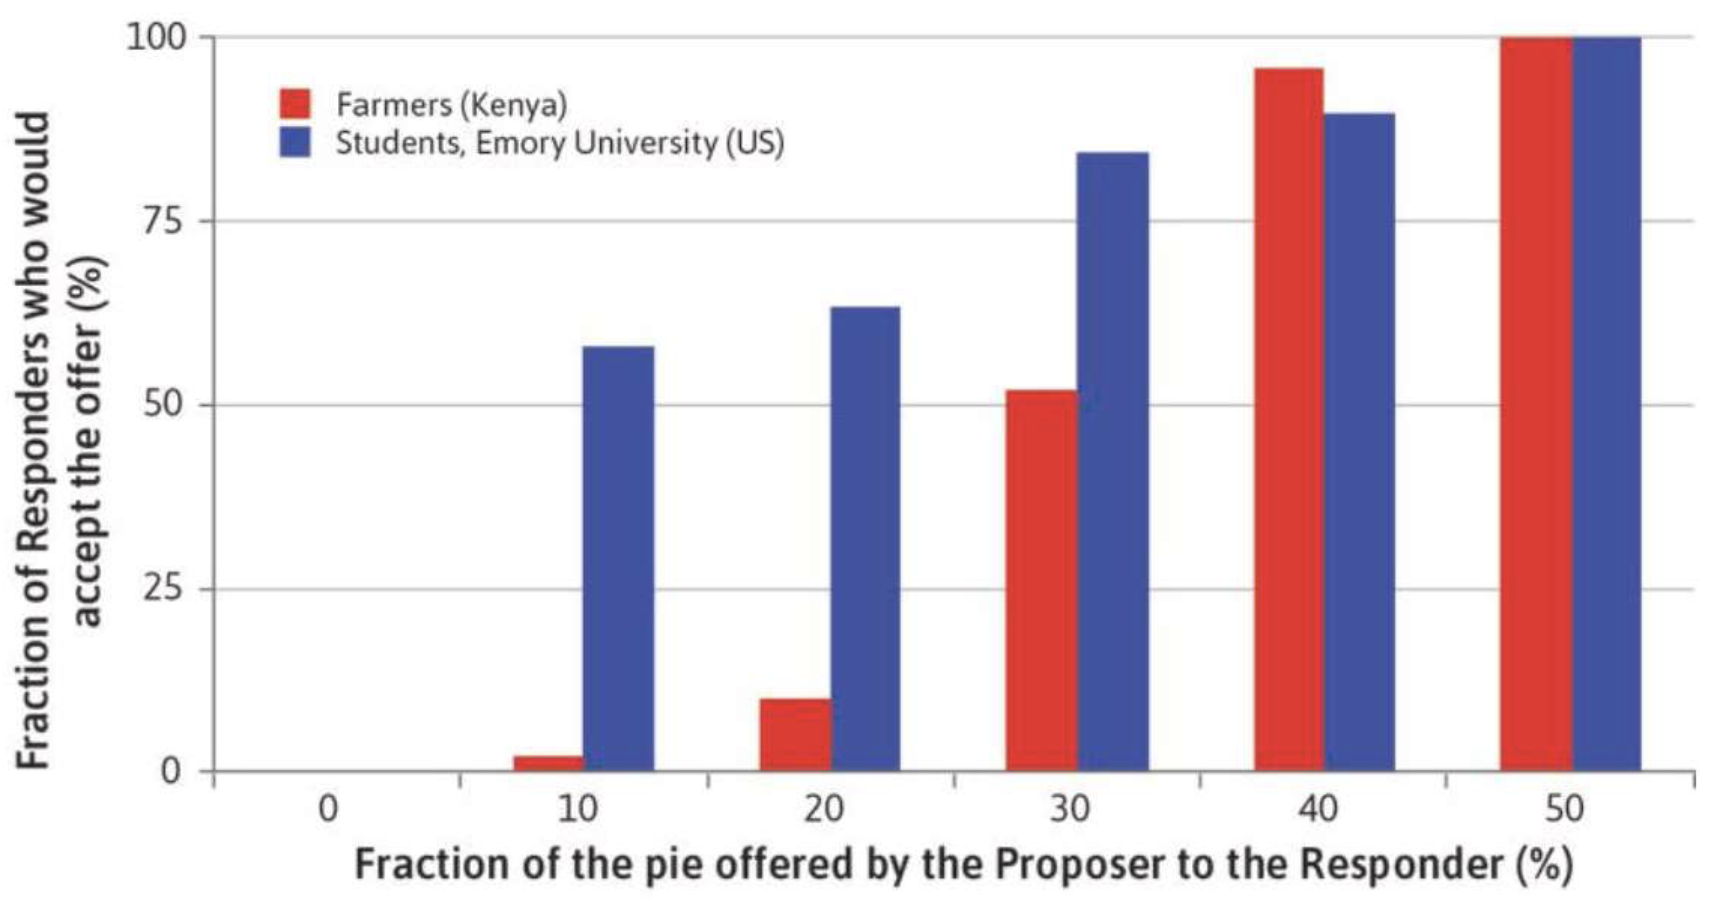 100
75
50
25
0
Farmers (Kenya)
Students, Emory University (US)
Fraction of Responders who would
accept the offer (%)
0 10 20 30 40 50
Fraction of the pie offered by the Proposer to the Responder (%)